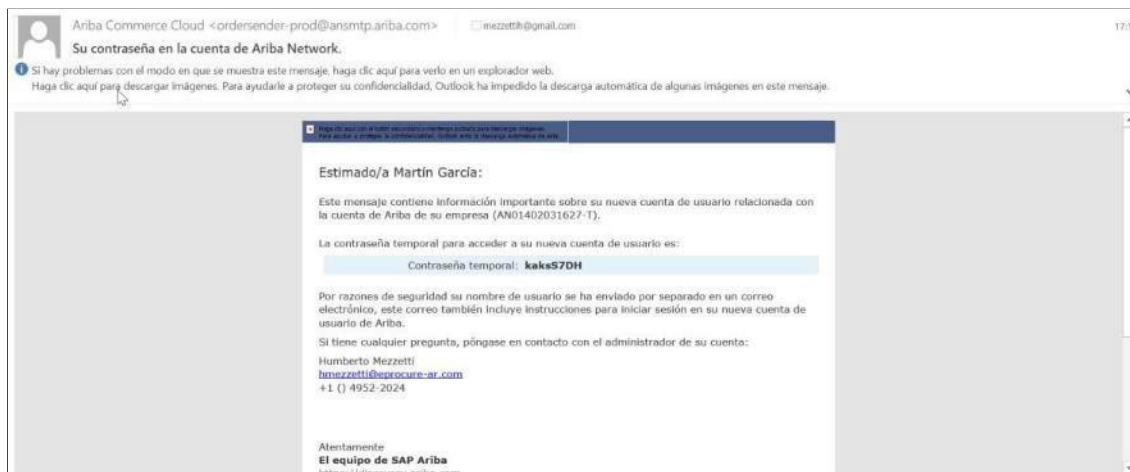 Ariba Commerce Cloud <ordersender-prod@ansmtp.ariba.com> mezzettih@gmail.com
Su contraseña en la cuenta de Ariba Network.
Si hay problemas con el modo en que se muestra este mensaje, haga clic aquí para verlo en un explorador web.
Haga clic aquí para descargar imágenes. Para ayudarle a proteger su confidencialidad, Outlook ha impedido la descarga automática de algunas imágenes en este mensaje.
Estimado/a Martín García:
Este mensaje contiene información importante sobre su nueva cuenta de usuario relacionada con
la cuenta de Ariba de su empresa (AN01402031627-T).
La contraseña temporal para acceder a su nueva cuenta de usuario es:
Contraseña temporal: kaksS7DH
Por razones de seguridad su nombre de usuario se ha enviado por separado en un correo
electrónico, este correo también incluye instrucciones para iniciar sesión en su nueva cuenta de
usuario de Ariba.
Si tiene cualquier pregunta, póngase en contacto con el administrador de su cuenta:
Humberto Mezzetti
hmezzetti@eprocure-ar.com
+1 () 4952-2024
Atentamente
El equipo de SAP Ariba